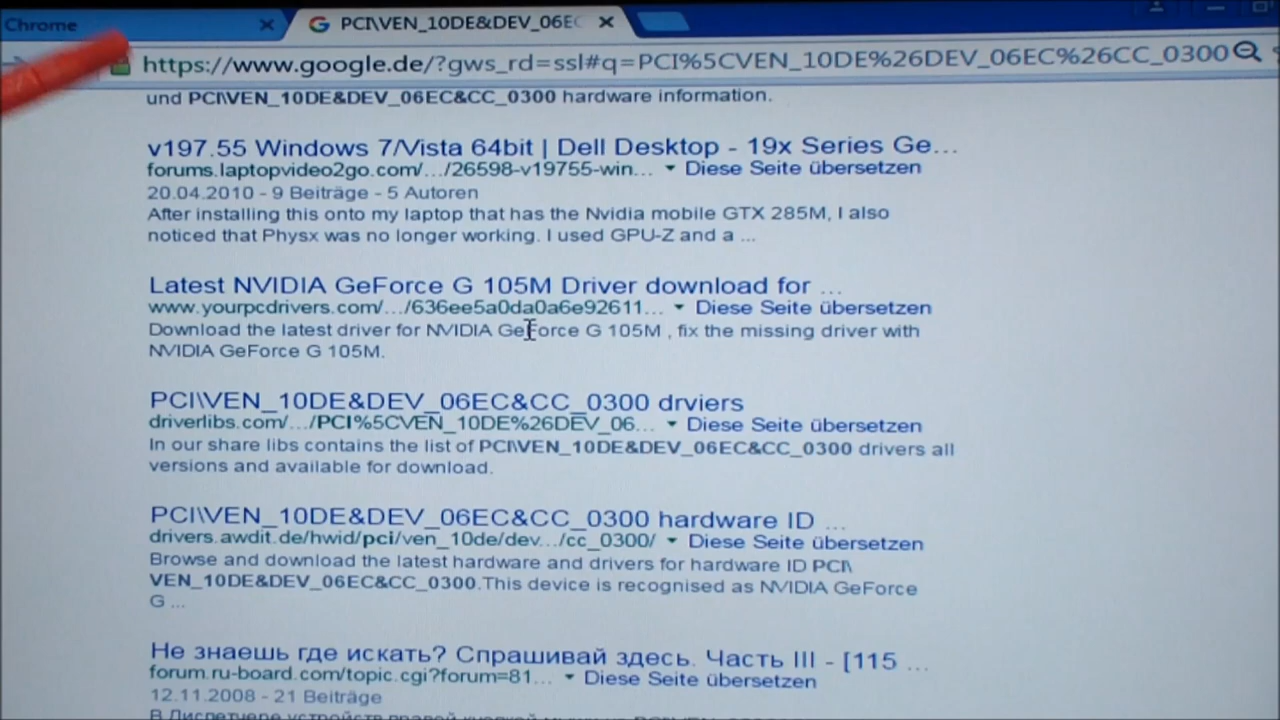 Chrome
PCI\VEN_10DE&DEV_06EC
https://www.google.de/?gws_rd=ssl#q=PCI%5CVEN_10DE%26DEV_06EC%26CC_0300
und PCI\VEN_10DE&DEV_06EC&CC_0300 hardware information.
v197.55 Windows 7/Vista 64bit | Dell Desktop - 19x Series Ge...
forums.laptopvideo2go.com/.../26598-v19755-win... ▾ Diese Seite übersetzen
20.04.2010 - 9 Beiträge - 5 Autoren
After installing this onto my laptop that has the Nvidia mobile GTX 285M, I also
noticed that Physx was no longer working. I used GPU-Z and a ...
Latest NVIDIA GeForce G 105M Driver download for ...
www.yourpcdrivers.com/.../636ee5a0da0a6e92611... ▾ Diese Seite übersetzen
Download the latest driver for NVIDIA GeForce G 105M , fix the missing driver with
NVIDIA GeForce G 105M.
PCI\VEN_10DE&DEV_06EC&CC_0300 drviers
driverlibs.com/.../PCI%5CVEN_10DE%26DEV_06... ▾ Diese Seite übersetzen
In our share libs contains the list of PCI\VEN_10DE&DEV_06EC&CC_0300 drivers all
versions and available for download.
PCI\VEN_10DE&DEV_06EC&CC_0300 hardware ID ...
drivers.awdit.de/hwid/pci/ven_10de/dev.../cc_0300/ ▾ Diese Seite übersetzen
Browse and download the latest hardware and drivers for hardware ID PCI\
VEN_10DE&DEV_06EC&CC_0300.This device is recognised as NVIDIA GeForce
G ...
Не знаешь где искать? Спрашивай здесь. Часть III - [115 ...
forum.ru-board.com/topic.cgi?forum=81... ▾ Diese Seite übersetzen
12.11.2008 - 21 Beiträge
В Диспетчере устройств правой кнопкой мыши на